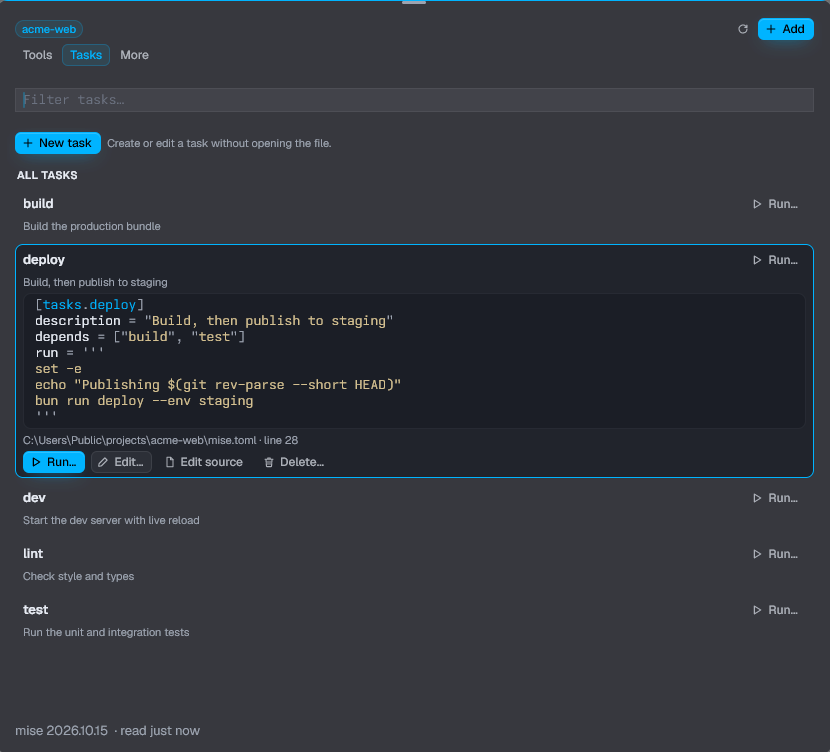 acme-web
+ Add
Tools Tasks More
Filter tasks…
+ New task Create or edit a task without opening the file.
ALL TASKS
build Run…
Build the production bundle
deploy Run…
Build, then publish to staging
[tasks.deploy]
description = "Build, then publish to staging"
depends = ["build", "test"]
run = '''
set -e
echo "Publishing $(git rev-parse --short HEAD)"
bun run deploy --env staging
'''
C:\Users\Public\projects\acme-web\mise.toml · line 28
Run… Edit… Edit source Delete…
dev Run…
Start the dev server with live reload
lint Run…
Check style and types
test Run…
Run the unit and integration tests
mise 2026.10.15 · read just now